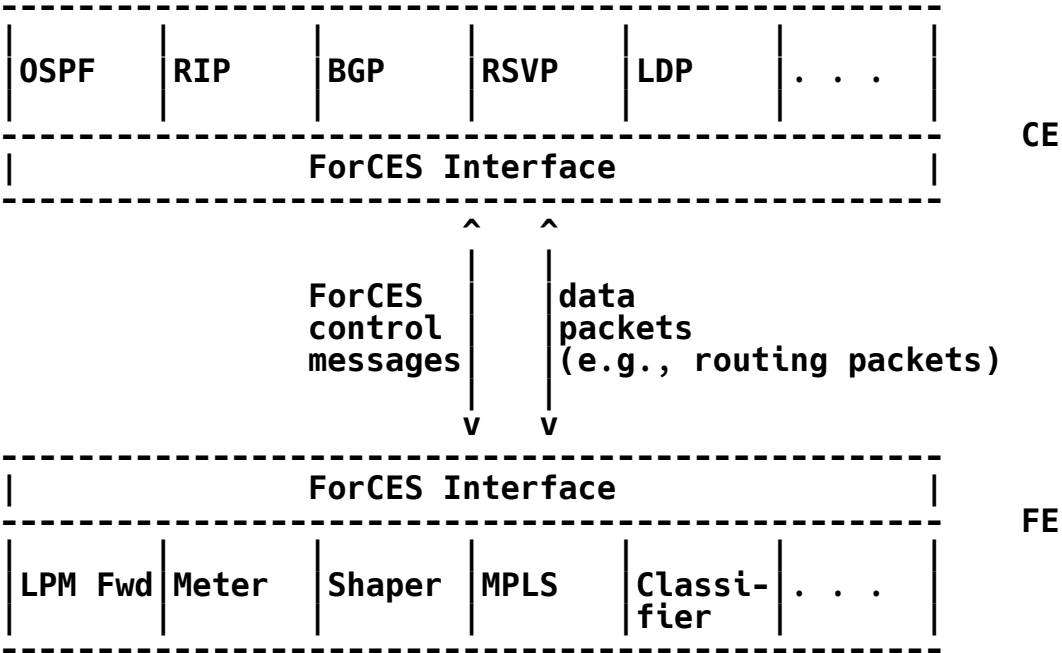 OSPF RIP BGP RSVP LDP . . .
CE
ForCES Interface
ForCES data
control packets
messages (e.g., routing packets)
ForCES Interface
FE
LPM Fwd Meter Shaper MPLS Classi- . . .
fier